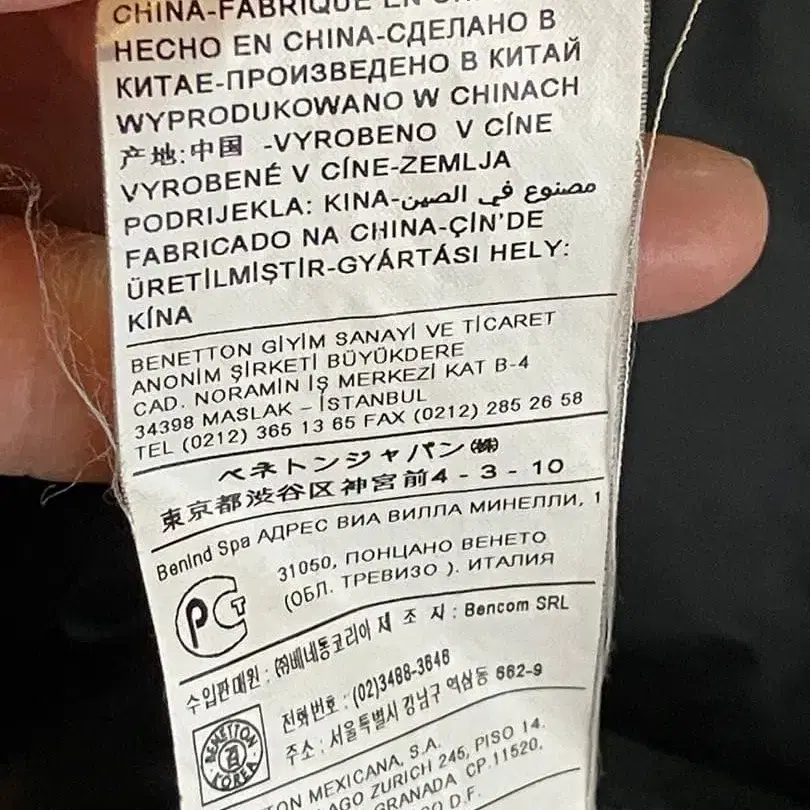 CHINA-FABRIQUÉ EN
HECHO EN CHINA-СДЕЛАНО В
КИТАЕ-ПРОИЗВЕДЕНО В КИТАЙ
WYPRODUKOWANO W CHINACH
产地:中国 -VYROBENO V CÍNE
VYROBENÉ V CÍNE-ZEMLJA
PODRIJEKLA: KINA-مصنوع في الصين
FABRICADO NA CHINA-ÇİN'DE
ÜRETİLMİŞTİR-GYÁRTÁSI HELY:
KÍNA
BENETTON GİYİM SANAYİ VE TİCARET
ANONİM ŞİRKETİ BÜYÜKDERE
CAD. NORAMİN İŞ MERKEZİ KAT B-4
34398 MASLAK – İSTANBUL
TEL (0212) 365 13 65 FAX (0212) 285 26 58
ベネトンジャパン㈱
東京都渋谷区神宮前4-3-10
BenInd Spa АДРЕС ВИА ВИЛЛА МИНЕЛЛИ, 1
31050, ПОНЦАНО ВЕНЕТО
(ОБЛ. ТРЕВИЗО ). ИТАЛИЯ
РСТ
수입판매원 : ㈜베네통코리아 제 조 자 : Bencom SRL
전화번호 : (02)3488-3648
주소 : 서울특별시 강남구 역삼동 662-9
BENETTON
KOREA
MEXICANA, S.A.
ZURICH 245, PISO 14.
GRANADA CP.11520,
D.F.